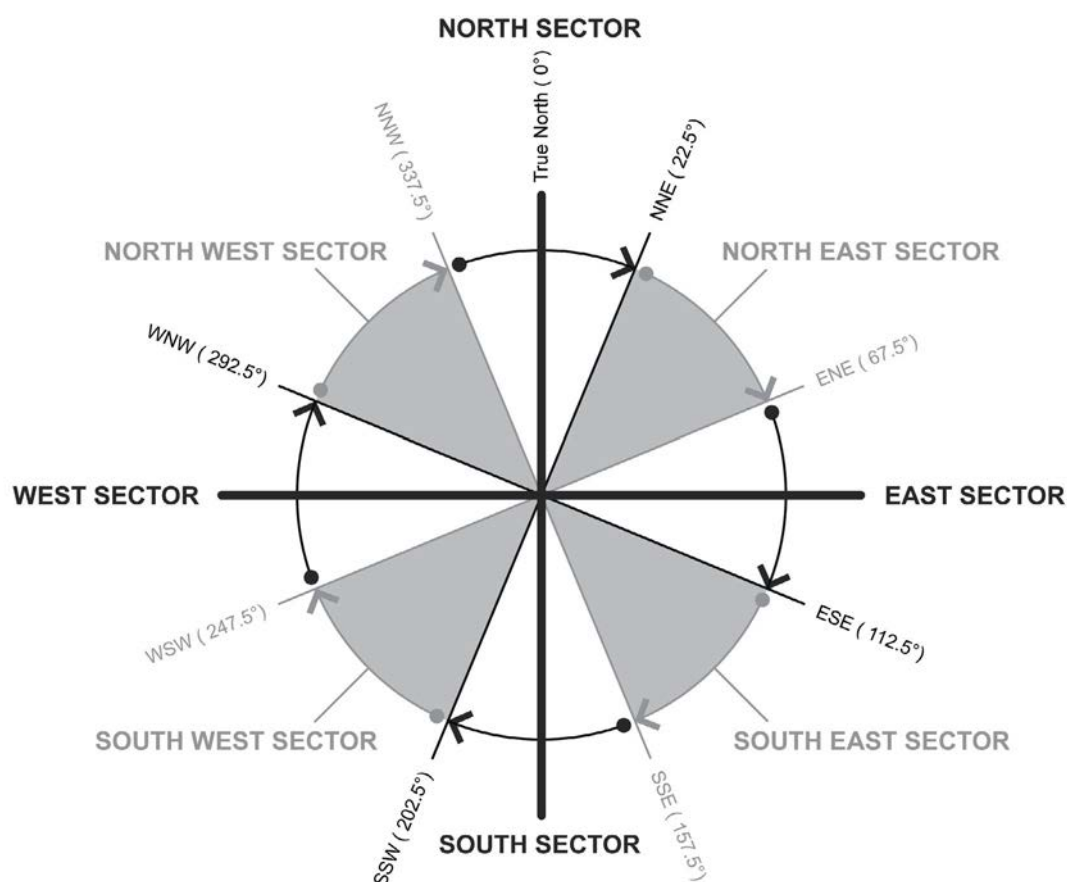 NORTH SECTOR
True North ( 0°)
NNW ( 337.5°)
NNE ( 22.5°)
NORTH WEST SECTOR
NORTH EAST SECTOR
WNW ( 292.5°)
ENE ( 67.5°)
WEST SECTOR
EAST SECTOR
WSW ( 247.5°)
ESE ( 112.5°)
SOUTH WEST SECTOR
SOUTH EAST SECTOR
SSW ( 202.5°)
SSE ( 157.5°)
SOUTH SECTOR